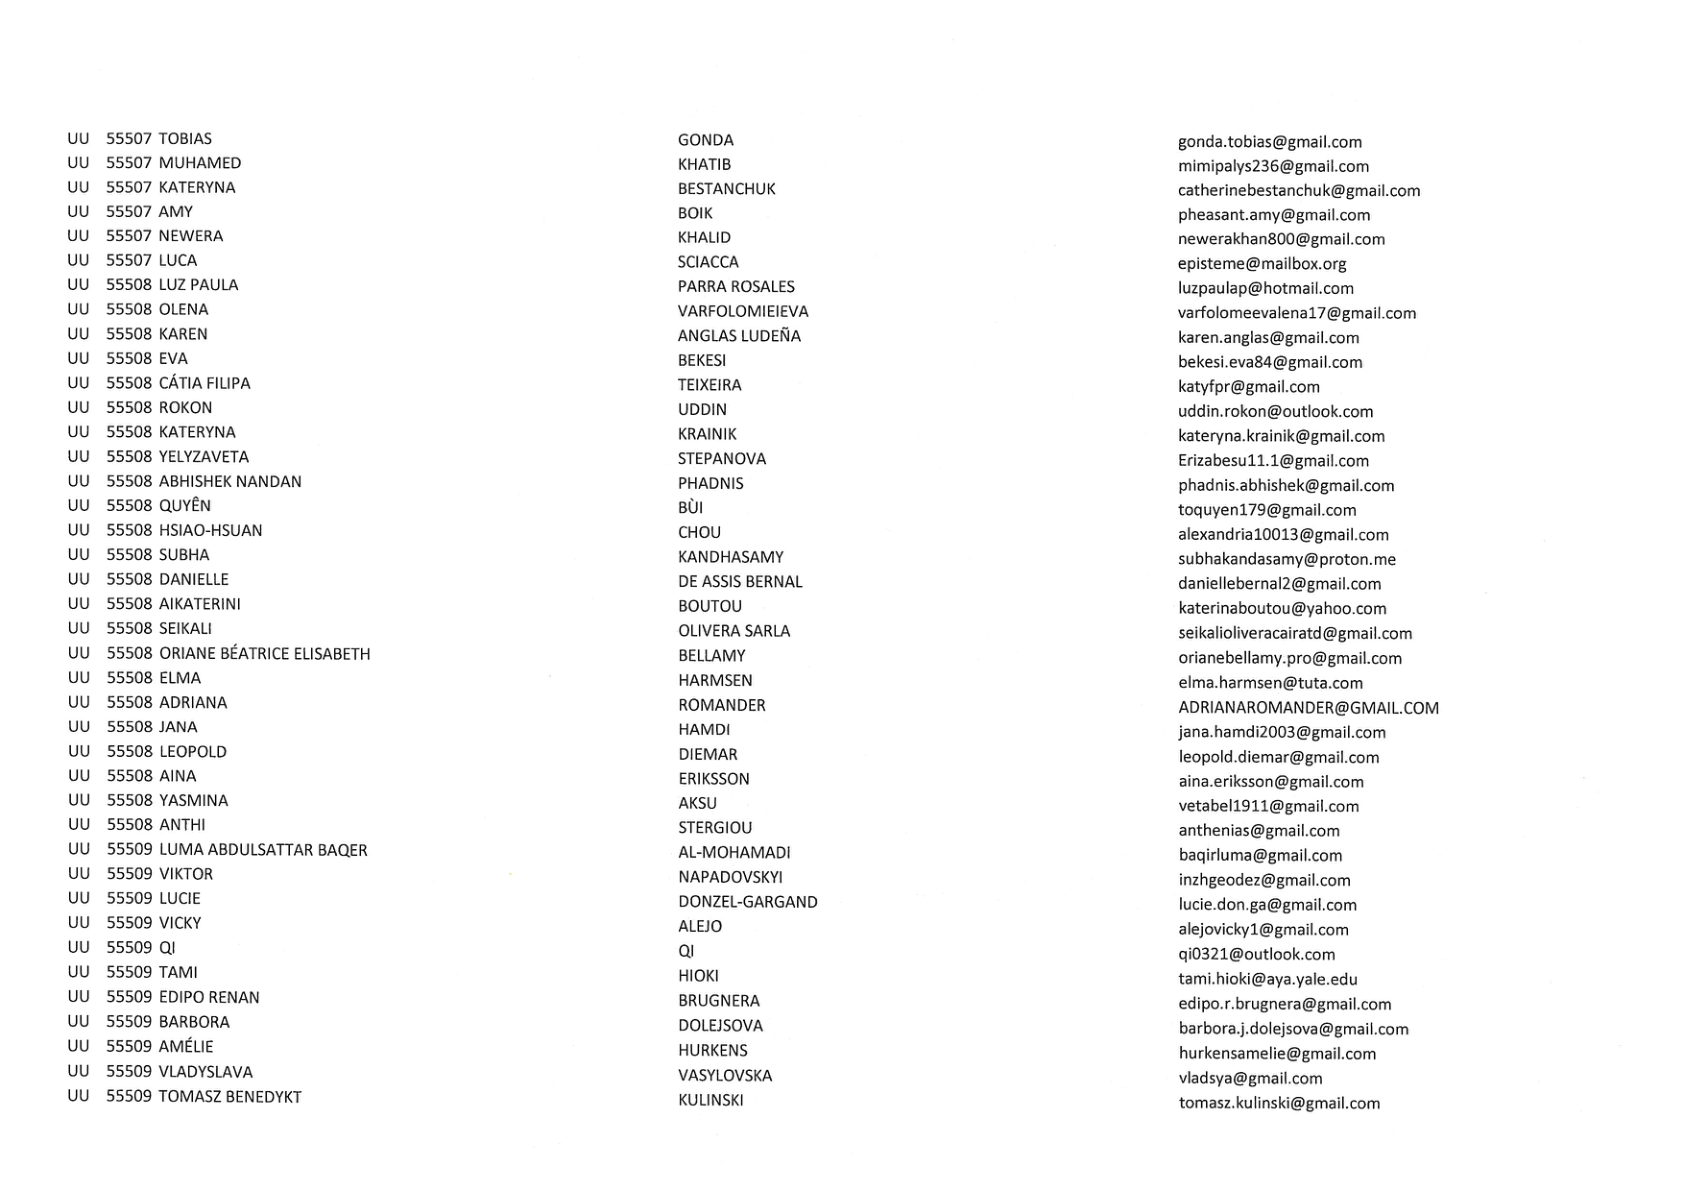 UU 55507 TOBIAS GONDA gonda.tobias@gmail.com
UU 55507 MUHAMED KHATIB mimipalys236@gmail.com
UU 55507 KATERYNA BESTANCHUK catherinebestanchuk@gmail.com
UU 55507 AMY BOIK pheasant.amy@gmail.com
UU 55507 NEWERA KHALID newerakhan800@gmail.com
UU 55507 LUCA SCIACCA episteme@mailbox.org
UU 55508 LUZ PAULA PARRA ROSALES luzpaulap@hotmail.com
UU 55508 OLENA VARFOLOMIEIEVA varfolomeevalena17@gmail.com
UU 55508 KAREN ANGLAS LUDEÑA karen.anglas@gmail.com
UU 55508 EVA BEKESI bekesi.eva84@gmail.com
UU 55508 CÁTIA FILIPA TEIXEIRA katyfpr@gmail.com
UU 55508 ROKON UDDIN uddin.rokon@outlook.com
UU 55508 KATERYNA KRAINIK kateryna.krainik@gmail.com
UU 55508 YELYZAVETA STEPANOVA Erizabesu11.1@gmail.com
UU 55508 ABHISHEK NANDAN PHADNIS phadnis.abhishek@gmail.com
UU 55508 QUYÊN BÙI toquyen179@gmail.com
UU 55508 HSIAO-HSUAN CHOU alexandria10013@gmail.com
UU 55508 SUBHA KANDHASAMY subhakandasamy@proton.me
UU 55508 DANIELLE DE ASSIS BERNAL daniellebernal2@gmail.com
UU 55508 AIKATERINI BOUTOU katerinaboutou@yahoo.com
UU 55508 SEIKALI OLIVERA SARLA seikalioliveracairatd@gmail.com
UU 55508 ORIANE BÉATRICE ELISABETH BELLAMY orianebellamy.pro@gmail.com
UU 55508 ELMA HARMSEN elma.harmsen@tuta.com
UU 55508 ADRIANA ROMANDER ADRIANAROMANDER@GMAIL.COM
UU 55508 JANA HAMDI jana.hamdi2003@gmail.com
UU 55508 LEOPOLD DIEMAR leopold.diemar@gmail.com
UU 55508 AINA ERIKSSON aina.eriksson@gmail.com
UU 55508 YASMINA AKSU vetabel1911@gmail.com
UU 55508 ANTHI STERGIOU anthenias@gmail.com
UU 55509 LUMA ABDULSATTAR BAQER AL-MOHAMADI baqirluma@gmail.com
UU 55509 VIKTOR NAPADOVSKYI inzhgeodez@gmail.com
UU 55509 LUCIE DONZEL-GARGAND lucie.don.ga@gmail.com
UU 55509 VICKY ALEJO alejovicky1@gmail.com
UU 55509 QI QI qi0321@outlook.com
UU 55509 TAMI HIOKI tami.hioki@aya.yale.edu
UU 55509 EDIPO RENAN BRUGNERA edipo.r.brugnera@gmail.com
UU 55509 BARBORA DOLEJSOVA barbora.j.dolejsova@gmail.com
UU 55509 AMÉLIE HURKENS hurkensamelie@gmail.com
UU 55509 VLADYSLAVA VASYLOVSKA vladsya@gmail.com
UU 55509 TOMASZ BENEDYKT KULINSKI tomasz.kulinski@gmail.com